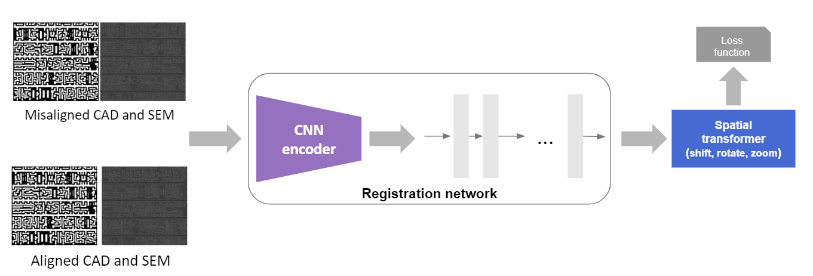 Misaligned CAD and SEM
Aligned CAD and SEM
CNN
encoder
...
Registration network
Spatial
transformer
(shift, rotate, zoom)
Loss
function